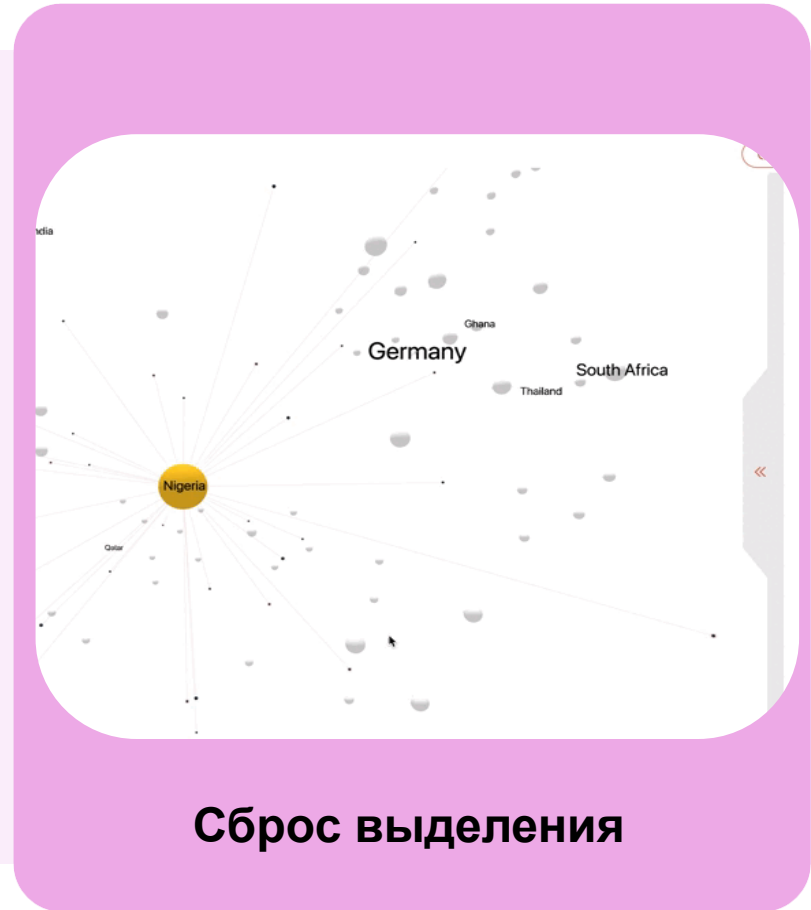 ndia
Ghana
Germany
South Africa
Thailand
Nigeria
Qatar
«
Сброс выделения